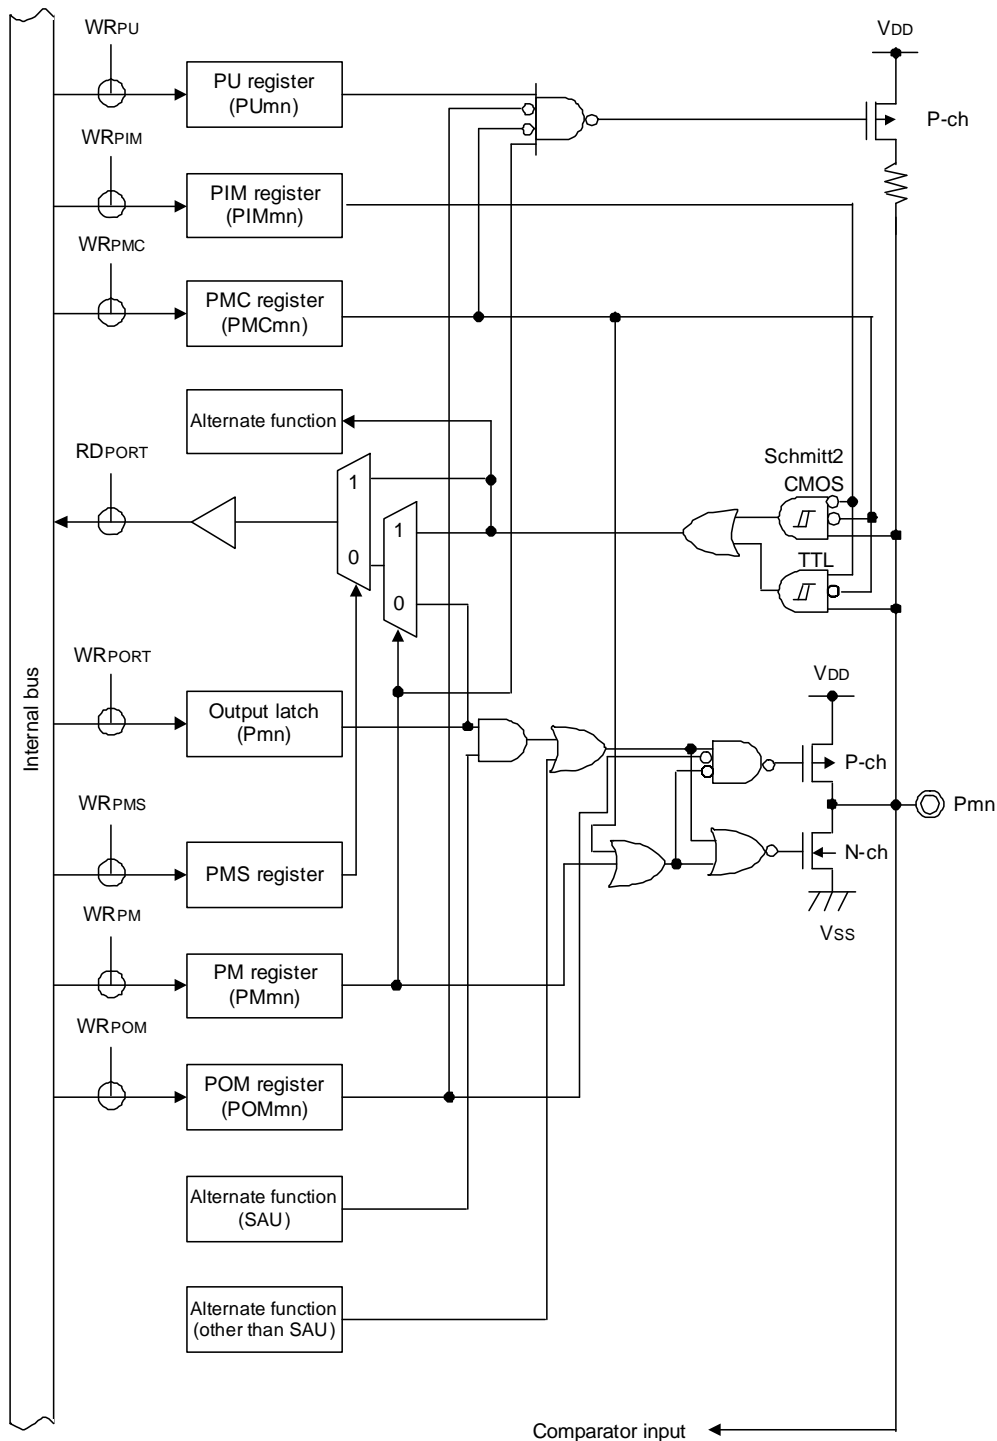 WRPU
VDD
PU register
(PUmn)
P-ch
WRPIM
PIM register
(PIMmn)
WRPMC
PMC register
(PMCmn)
Alternate function
RDPORT
1
0
1
0
Schmitt2
CMOS
TTL
Internal bus
WRPORT
Output latch
(Pmn)
VDD
P-ch
Pmn
N-ch
VSS
WRPMS
PMS register
WRPM
PM register
(PMmn)
WRPOM
POM register
(POMmn)
Alternate function
(SAU)
Alternate function
(other than SAU)
Comparator input